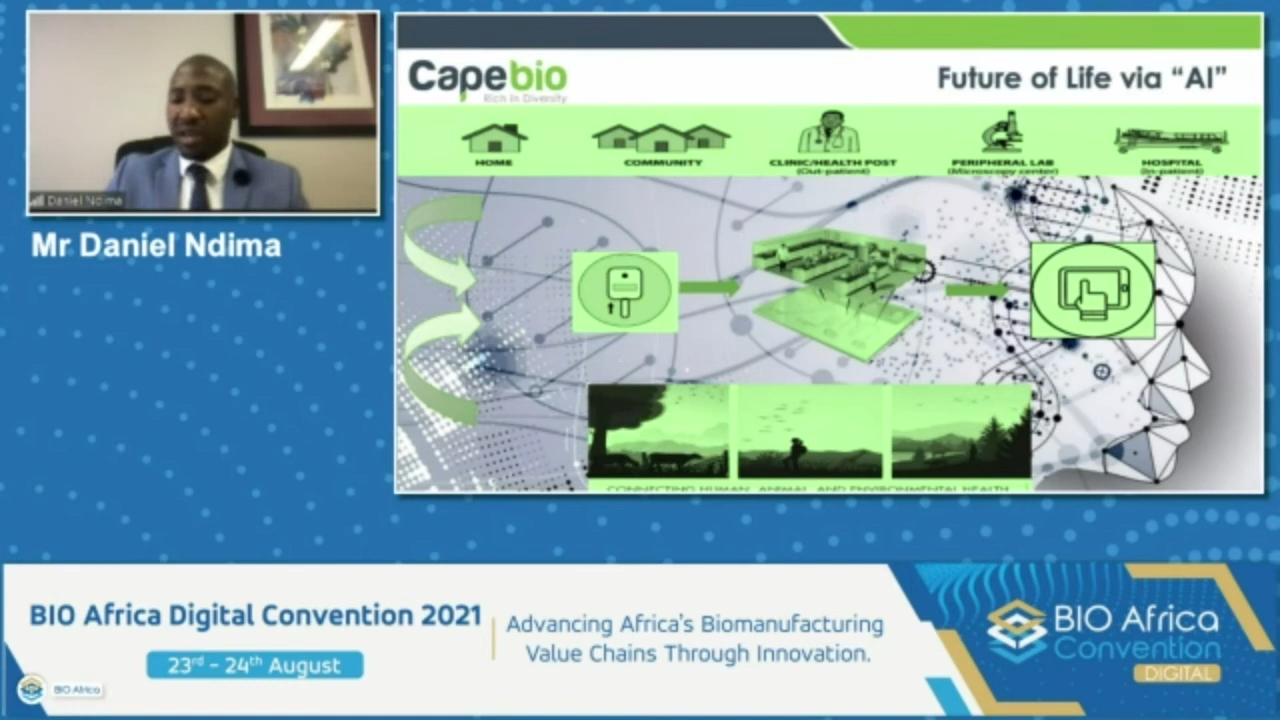 Daniel Ndima
Mr Daniel Ndima
Capebio
Rich in Diversity
Future of Life via “AI”
HOME
COMMUNITY
CLINIC/HEALTH POST
(Out-patient)
PERIPHERAL LAB
(Microscopy center)
HOSPITAL
(In-patient)
CONNECTING HUMAN, ANIMAL, AND ENVIRONMENTAL HEALTH
BIO Africa Digital Convention 2021
23rd - 24th August
Advancing Africa's Biomanufacturing
Value Chains Through Innovation.
BIO Africa
Convention
DIGITAL
BIO Africa